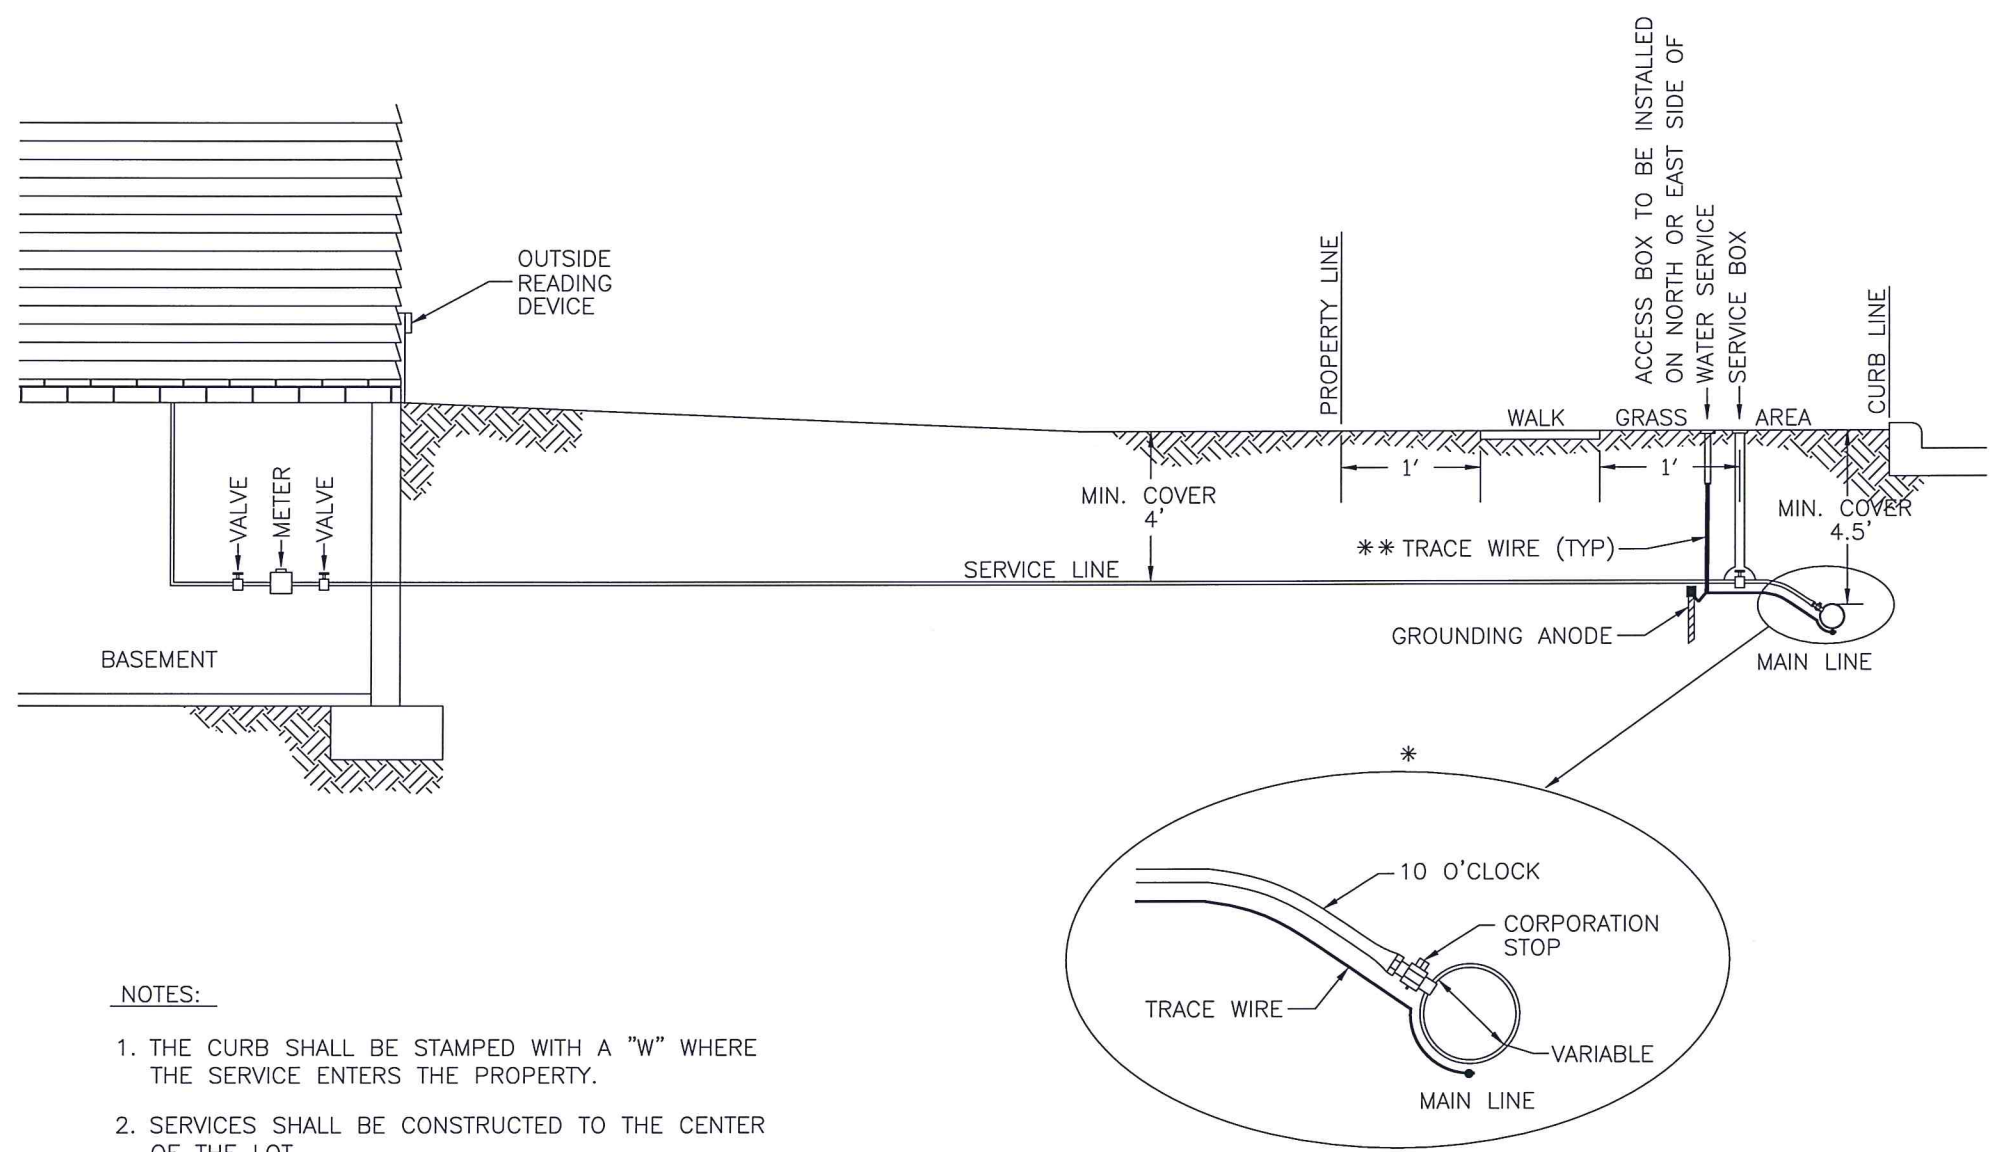 ACCESS BOX TO BE INSTALLED
ON NORTH OR EAST SIDE OF
WATER SERVICE
SERVICE BOX
PROPERTY LINE
CURB LINE
OUTSIDE
READING
DEVICE
WALK
GRASS
AREA
1'
1'
MIN. COVER
4'
MIN. COVER
4.5'
VALVE
METER
VALVE
** TRACE WIRE (TYP)
SERVICE LINE
GROUNDING ANODE
BASEMENT
MAIN LINE
*
10 O'CLOCK
CORPORATION
STOP
TRACE WIRE
VARIABLE
MAIN LINE
NOTES:
1. THE CURB SHALL BE STAMPED WITH A "W" WHERE
THE SERVICE ENTERS THE PROPERTY.
2. SERVICES SHALL BE CONSTRUCTED TO THE CENTER
OF THE LOT